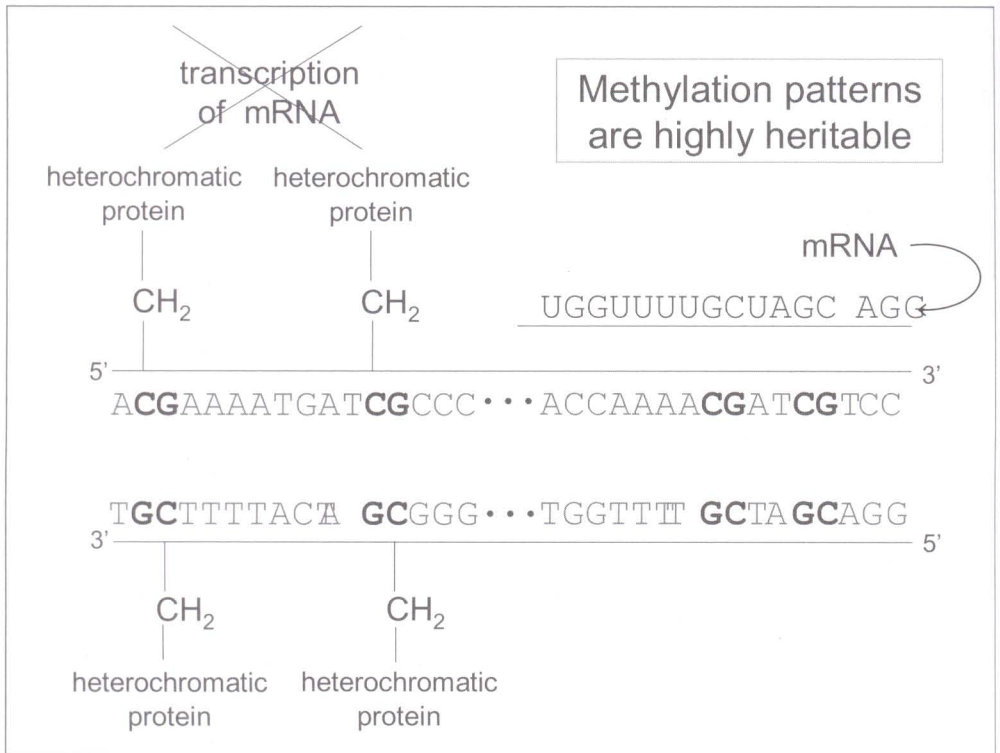 transcription
of mRNA
Methylation patterns
are highly heritable
heterochromatic
protein
heterochromatic
protein
mRNA
CH₂
CH₂
UGGUUUUGCUAGC AGG
5’
3’
ACGAAAATGATCGCCC···ACCAAAACGATCGTCC
TGCTTTTACTA GCGGG···TGGTTTT GCTAGCAGG
3’
5’
CH₂
CH₂
heterochromatic
protein
heterochromatic
protein